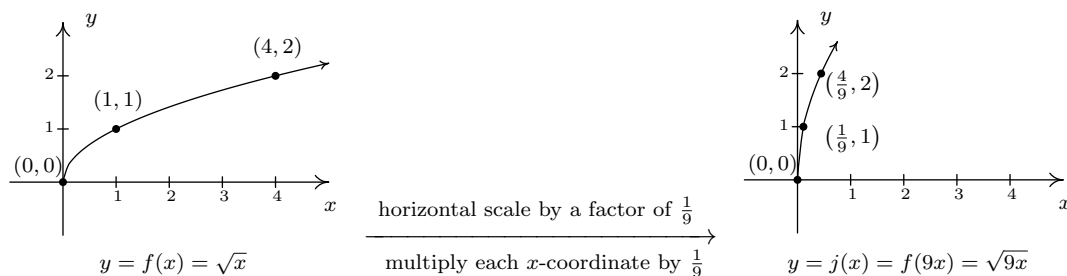 y
(4, 2)
2
(1, 1)
1
(0, 0)
1 2 3 4
x
y = f(x) = √x
horizontal scale by a factor of 1/9
multiply each x-coordinate by 1/9
y
2
(4/9, 2)
1
(1/9, 1)
(0, 0)
1 2 3 4
x
y = j(x) = f(9x) = √9x